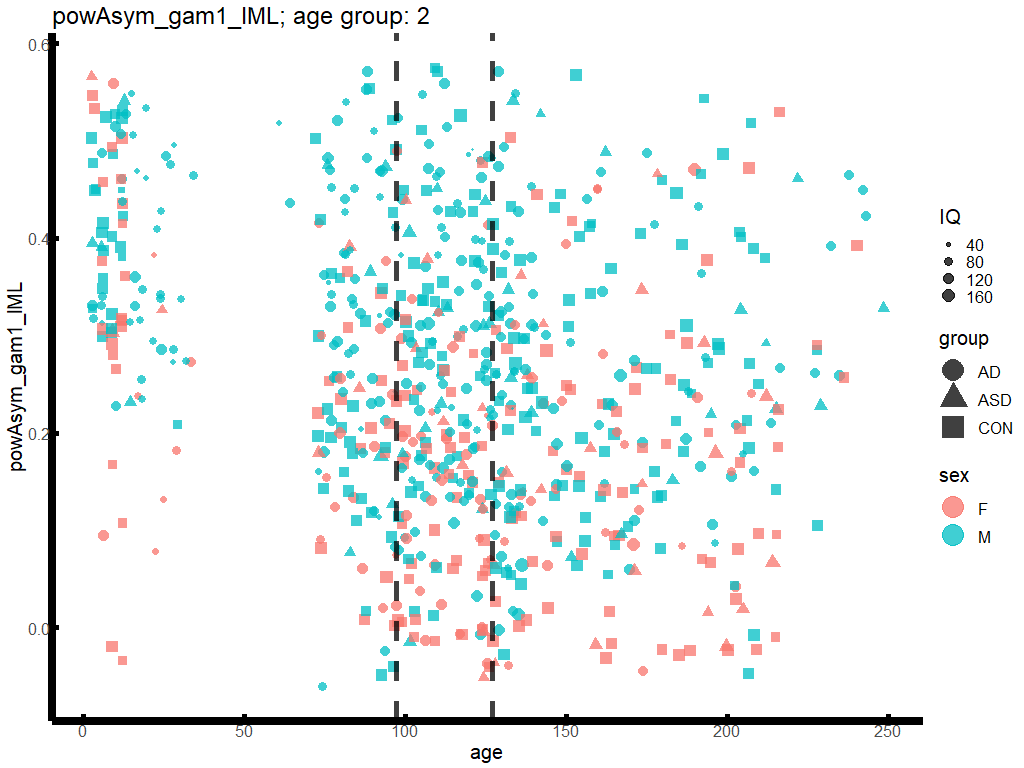 powAsym_gam1_IML; age group: 2
0.6
0.4
0.2
0.0
powAsym_gam1_IML
0 50 100 150 200 250
age
IQ
40
80
120
160
group
AD
ASD
CON
sex
F
M